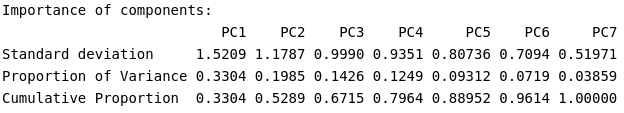 Importance of components:
PC1 PC2 PC3 PC4 PC5 PC6 PC7
Standard deviation 1.5209 1.1787 0.9990 0.9351 0.80736 0.7094 0.51971
Proportion of Variance 0.3304 0.1985 0.1426 0.1249 0.09312 0.0719 0.03859
Cumulative Proportion 0.3304 0.5289 0.6715 0.7964 0.88952 0.9614 1.00000